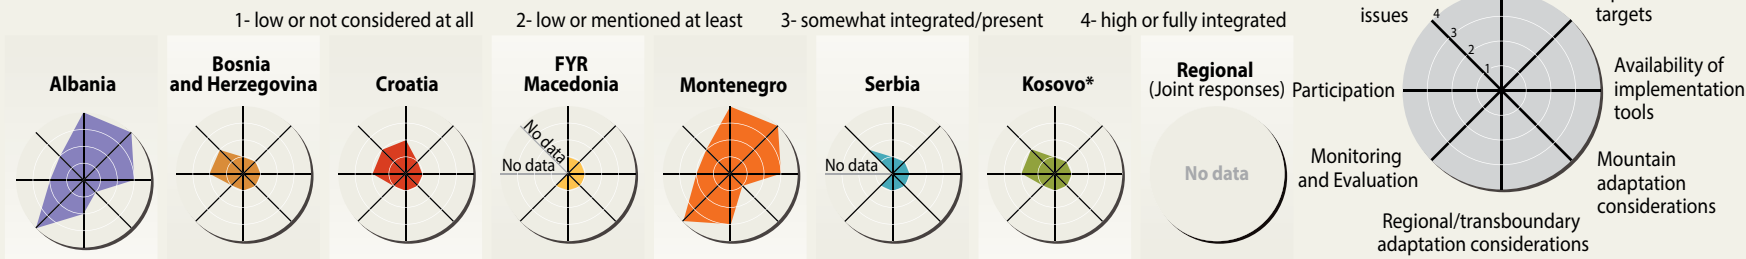 1- low or not considered at all
2- low or mentioned at least
3- somewhat integrated/present
4- high or fully integrated
Albania
Bosnia
and Herzegovina
Croatia
FYR
Macedonia
No data
No data
Montenegro
Serbia
No data
Kosovo*
Regional
(Joint responses)
No data
issues
targets
4
3
2
1
Participation
Availability of
implementation
tools
Monitoring
and Evaluation
Mountain
adaptation
considerations
Regional/transboundary
adaptation considerations